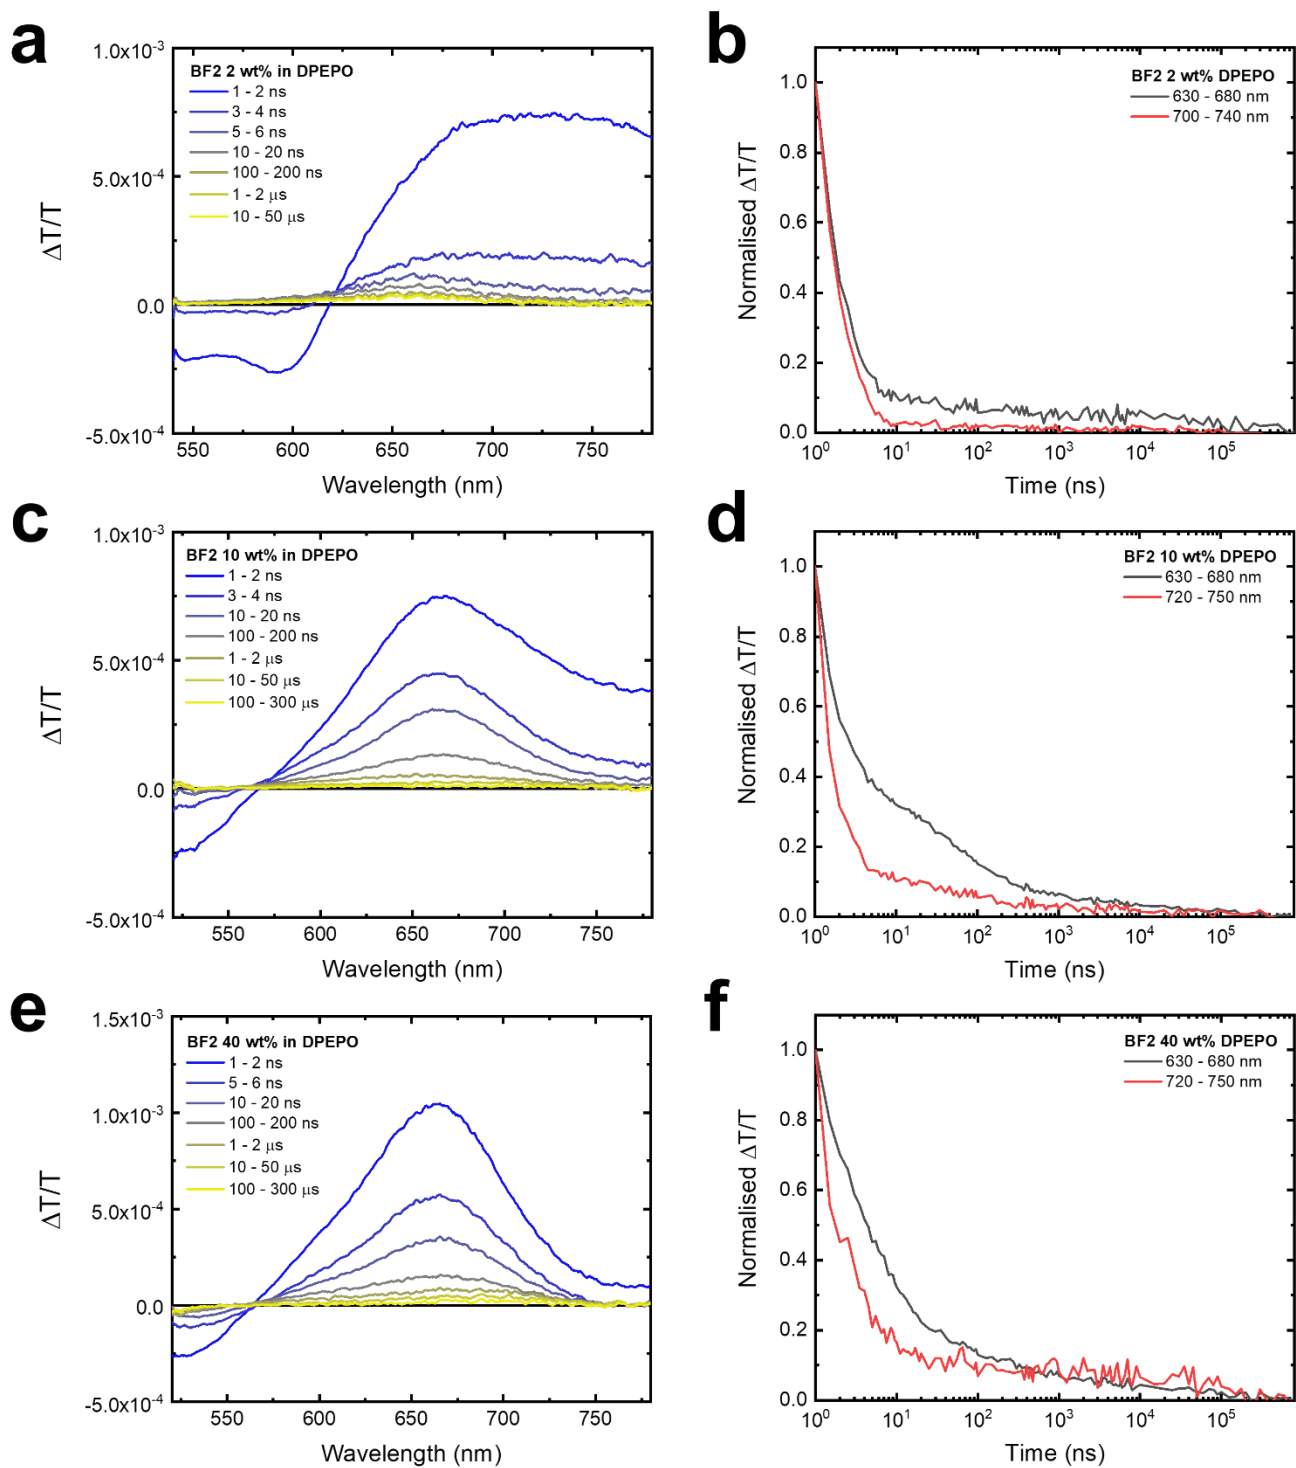 a
1.0x10⁻³
5.0x10⁻⁴
0.0
-5.0x10⁻⁴
ΔT/T
BF2 2 wt% in DPEPO
1 - 2 ns
3 - 4 ns
5 - 6 ns
10 - 20 ns
100 - 200 ns
1 - 2 μs
10 - 50 μs
550 600 650 700 750
Wavelength (nm)
b
1.0
0.8
0.6
0.4
0.2
0.0
Normalised ΔT/T
BF2 2 wt% DPEPO
630 - 680 nm
700 - 740 nm
10⁰ 10¹ 10² 10³ 10⁴ 10⁵
Time (ns)
c
1.0x10⁻³
5.0x10⁻⁴
0.0
-5.0x10⁻⁴
ΔT/T
BF2 10 wt% in DPEPO
1 - 2 ns
3 - 4 ns
10 - 20 ns
100 - 200 ns
1 - 2 μs
10 - 50 μs
100 - 300 μs
550 600 650 700 750
Wavelength (nm)
d
1.0
0.8
0.6
0.4
0.2
0.0
Normalised ΔT/T
BF2 10 wt% DPEPO
630 - 680 nm
720 - 750 nm
10⁰ 10¹ 10² 10³ 10⁴ 10⁵
Time (ns)
e
1.5x10⁻³
1.0x10⁻³
5.0x10⁻⁴
0.0
-5.0x10⁻⁴
ΔT/T
BF2 40 wt% in DPEPO
1 - 2 ns
5 - 6 ns
10 - 20 ns
100 - 200 ns
1 - 2 μs
10 - 50 μs
100 - 300 μs
550 600 650 700 750
Wavelength (nm)
f
1.0
0.8
0.6
0.4
0.2
0.0
Normalised ΔT/T
BF2 40 wt% DPEPO
630 - 680 nm
720 - 750 nm
10⁰ 10¹ 10² 10³ 10⁴ 10⁵
Time (ns)